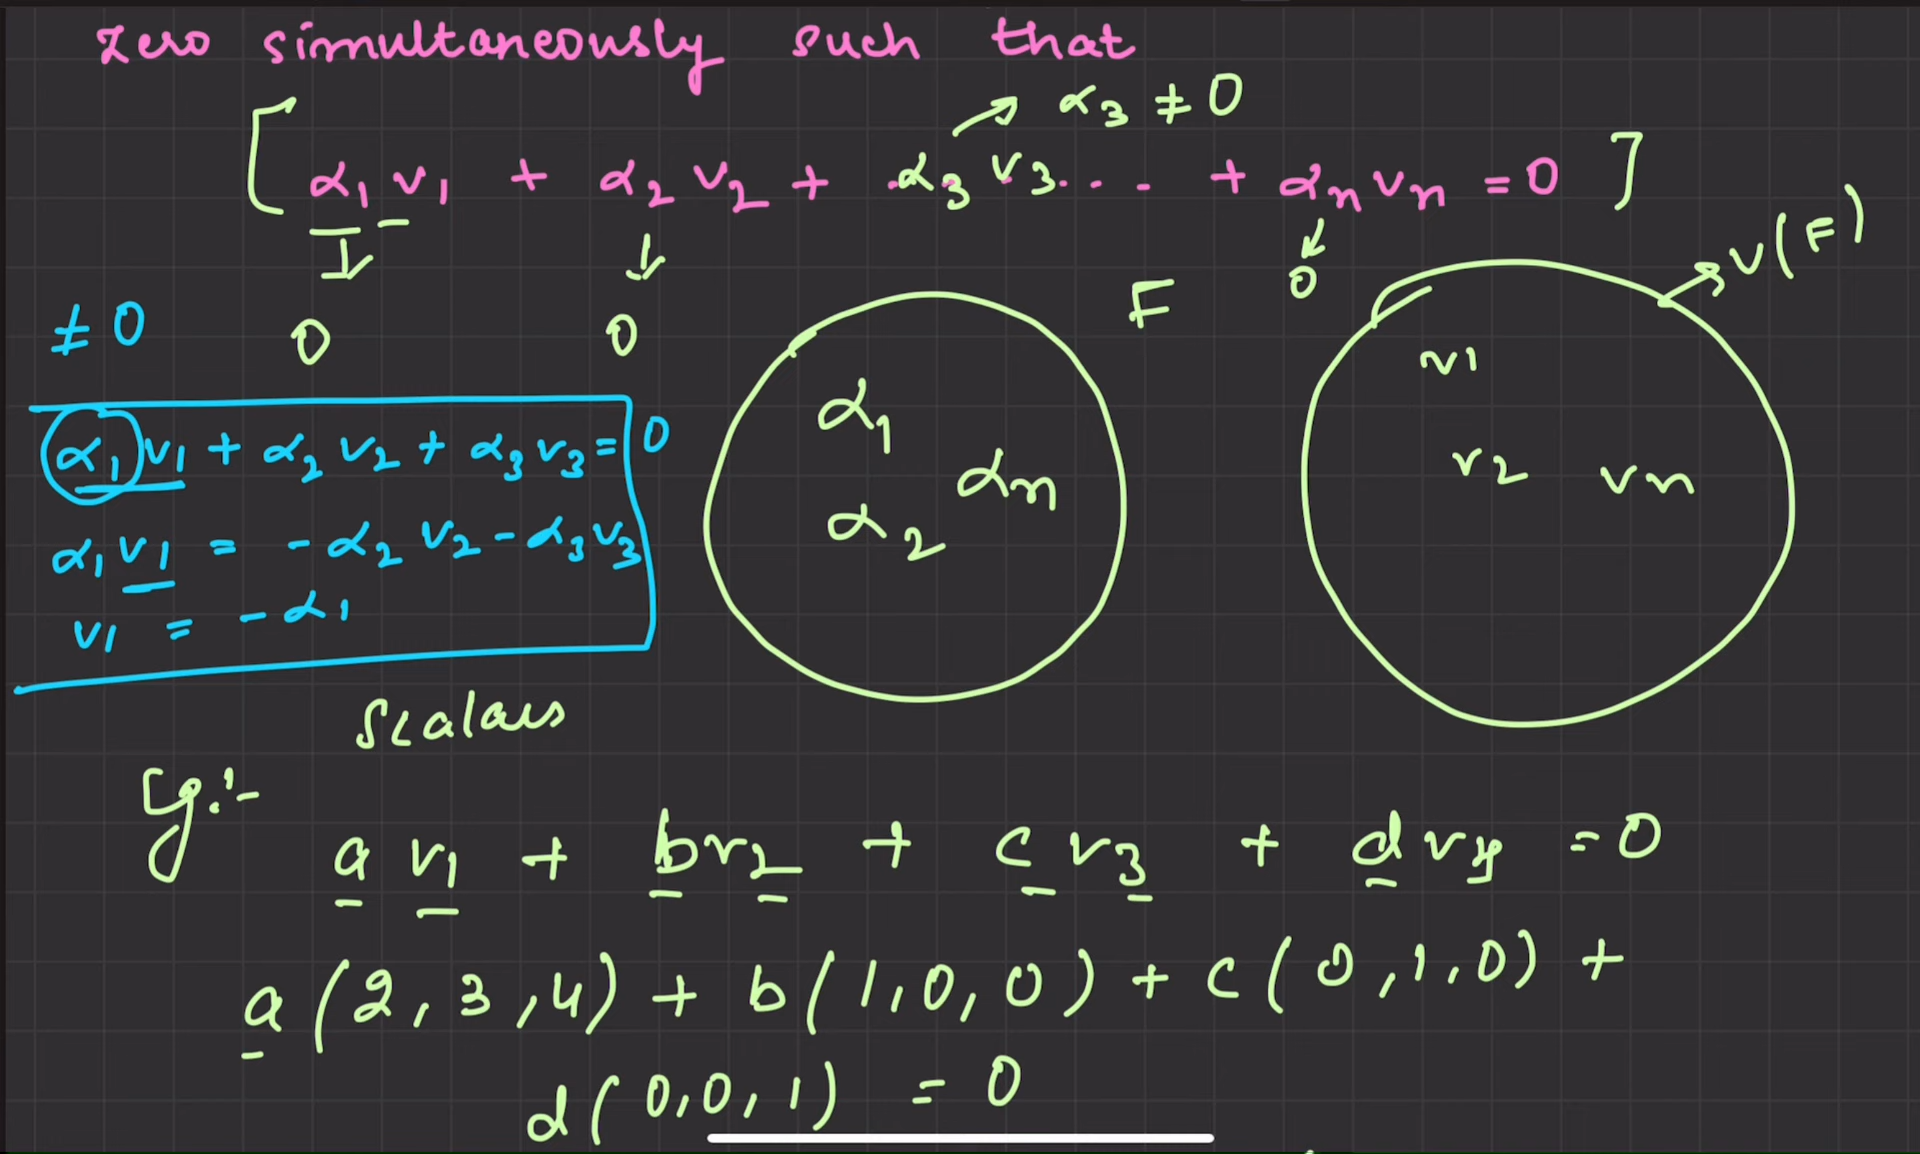 zero simultaneously such that
α₃ ≠ 0
[ α₁ v₁ + α₂ v₂ + α₃ v₃ . . . + αₙ vₙ = 0 ]
0 0 0
V(F)
F
≠ 0
α₁ v₁ + α₂ v₂ + α₃ v₃ = 0
α₁ v₁ = - α₂ v₂ - α₃ v₃
v₁ = - α₁
α₁
αₙ
α₂
v₁
v₂ vₙ
Scalars
Eg:-
a v₁ + b v₂ + c v₃ + d v₄ = 0
a (2, 3, 4) + b (1, 0, 0) + c (0, 1, 0) +
d (0, 0, 1) = 0